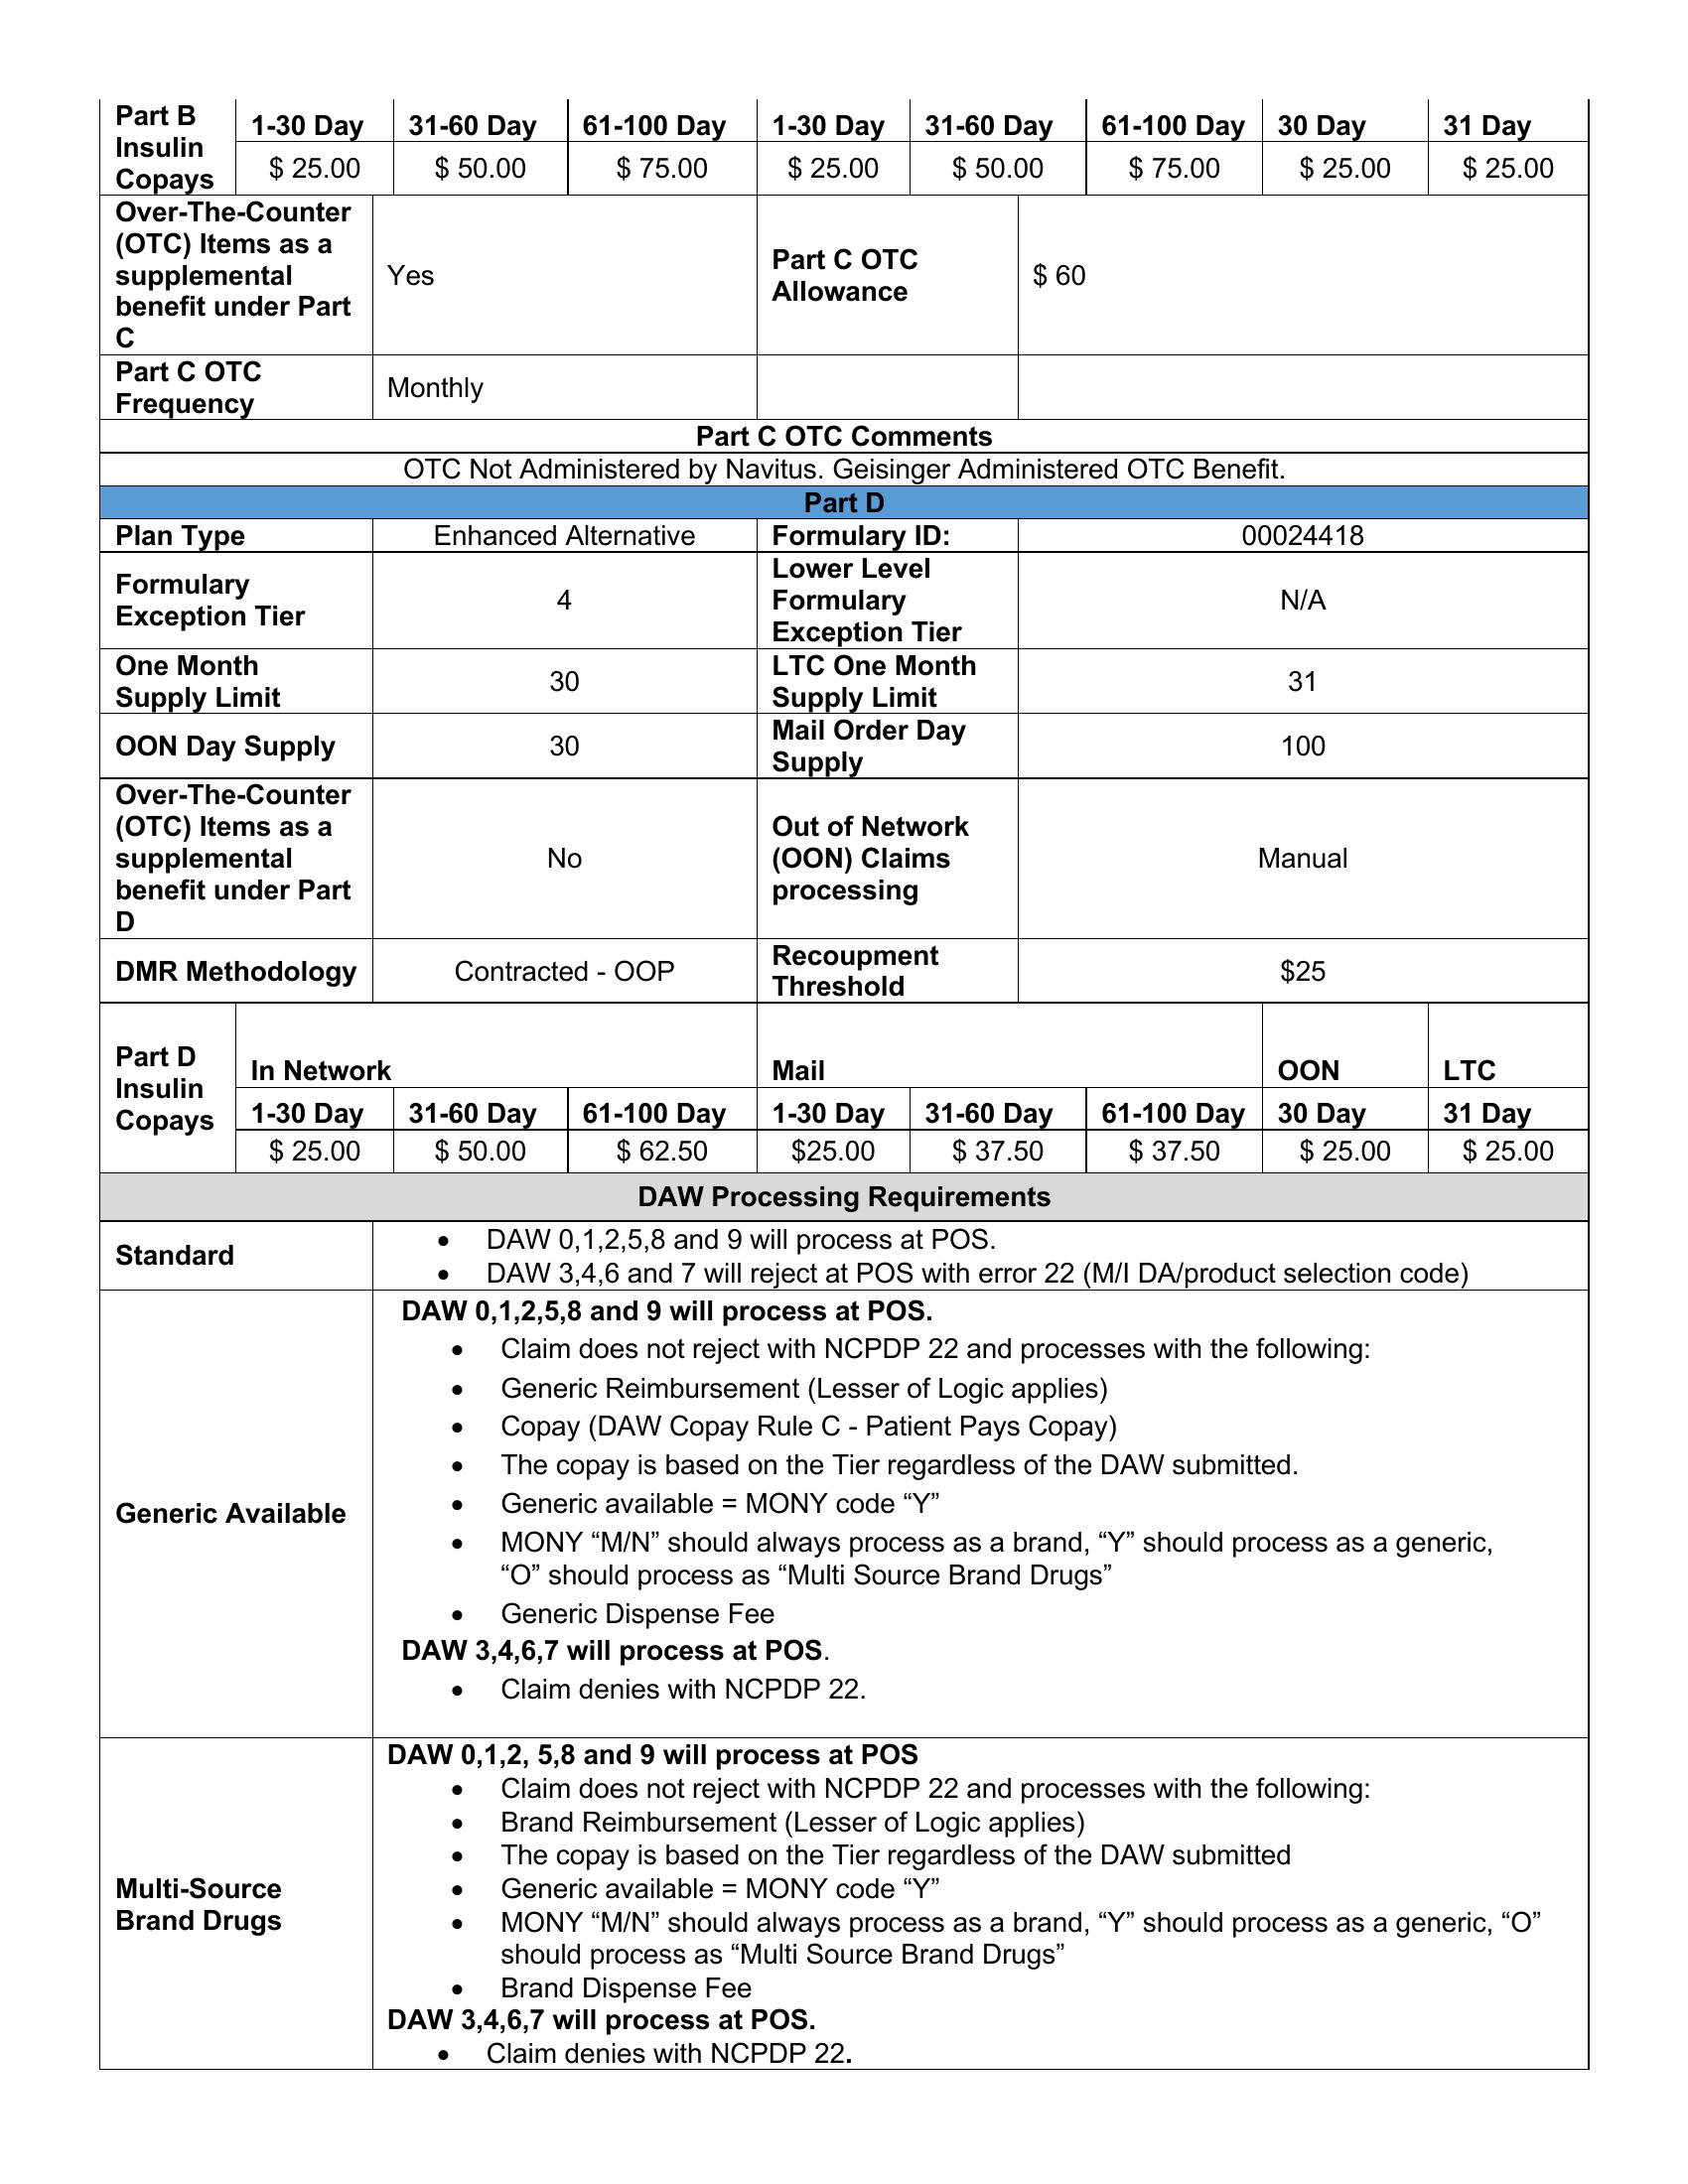 Part B
Insulin
Copays
1-30 Day 31-60 Day 61-100 Day 1-30 Day 31-60 Day 61-100 Day 30 Day 31 Day
$ 25.00 $ 50.00 $ 75.00 $ 25.00 $ 50.00 $ 75.00 $ 25.00 $ 25.00
Over-The-Counter
(OTC) Items as a
supplemental
benefit under Part
C
Yes
Part C OTC
Allowance
$ 60
Part C OTC
Frequency
Monthly
Part C OTC Comments
OTC Not Administered by Navitus. Geisinger Administered OTC Benefit.
Part D
Plan Type Enhanced Alternative Formulary ID: 00024418
Formulary
Exception Tier
4
Lower Level
Formulary
Exception Tier
N/A
One Month
Supply Limit
30
LTC One Month
Supply Limit
31
OON Day Supply
30
Mail Order Day
Supply
100
Over-The-Counter
(OTC) Items as a
supplemental
benefit under Part
D
No
Out of Network
(OON) Claims
processing
Manual
DMR Methodology
Contracted - OOP
Recoupment
Threshold
$25
Part D
Insulin
Copays
In Network Mail OON LTC
1-30 Day 31-60 Day 61-100 Day 1-30 Day 31-60 Day 61-100 Day 30 Day 31 Day
$ 25.00 $ 50.00 $ 62.50 $25.00 $ 37.50 $ 37.50 $ 25.00 $ 25.00
DAW Processing Requirements
Standard
• DAW 0,1,2,5,8 and 9 will process at POS.
• DAW 3,4,6 and 7 will reject at POS with error 22 (M/I DA/product selection code)
Generic Available
DAW 0,1,2,5,8 and 9 will process at POS.
• Claim does not reject with NCPDP 22 and processes with the following:
• Generic Reimbursement (Lesser of Logic applies)
• Copay (DAW Copay Rule C - Patient Pays Copay)
• The copay is based on the Tier regardless of the DAW submitted.
• Generic available = MONY code “Y”
• MONY “M/N” should always process as a brand, “Y” should process as a generic,
“O” should process as “Multi Source Brand Drugs”
• Generic Dispense Fee
DAW 3,4,6,7 will process at POS.
• Claim denies with NCPDP 22.
Multi-Source
Brand Drugs
DAW 0,1,2, 5,8 and 9 will process at POS
• Claim does not reject with NCPDP 22 and processes with the following:
• Brand Reimbursement (Lesser of Logic applies)
• The copay is based on the Tier regardless of the DAW submitted
• Generic available = MONY code “Y”
• MONY “M/N” should always process as a brand, “Y” should process as a generic, “O”
should process as “Multi Source Brand Drugs”
• Brand Dispense Fee
DAW 3,4,6,7 will process at POS.
• Claim denies with NCPDP 22.